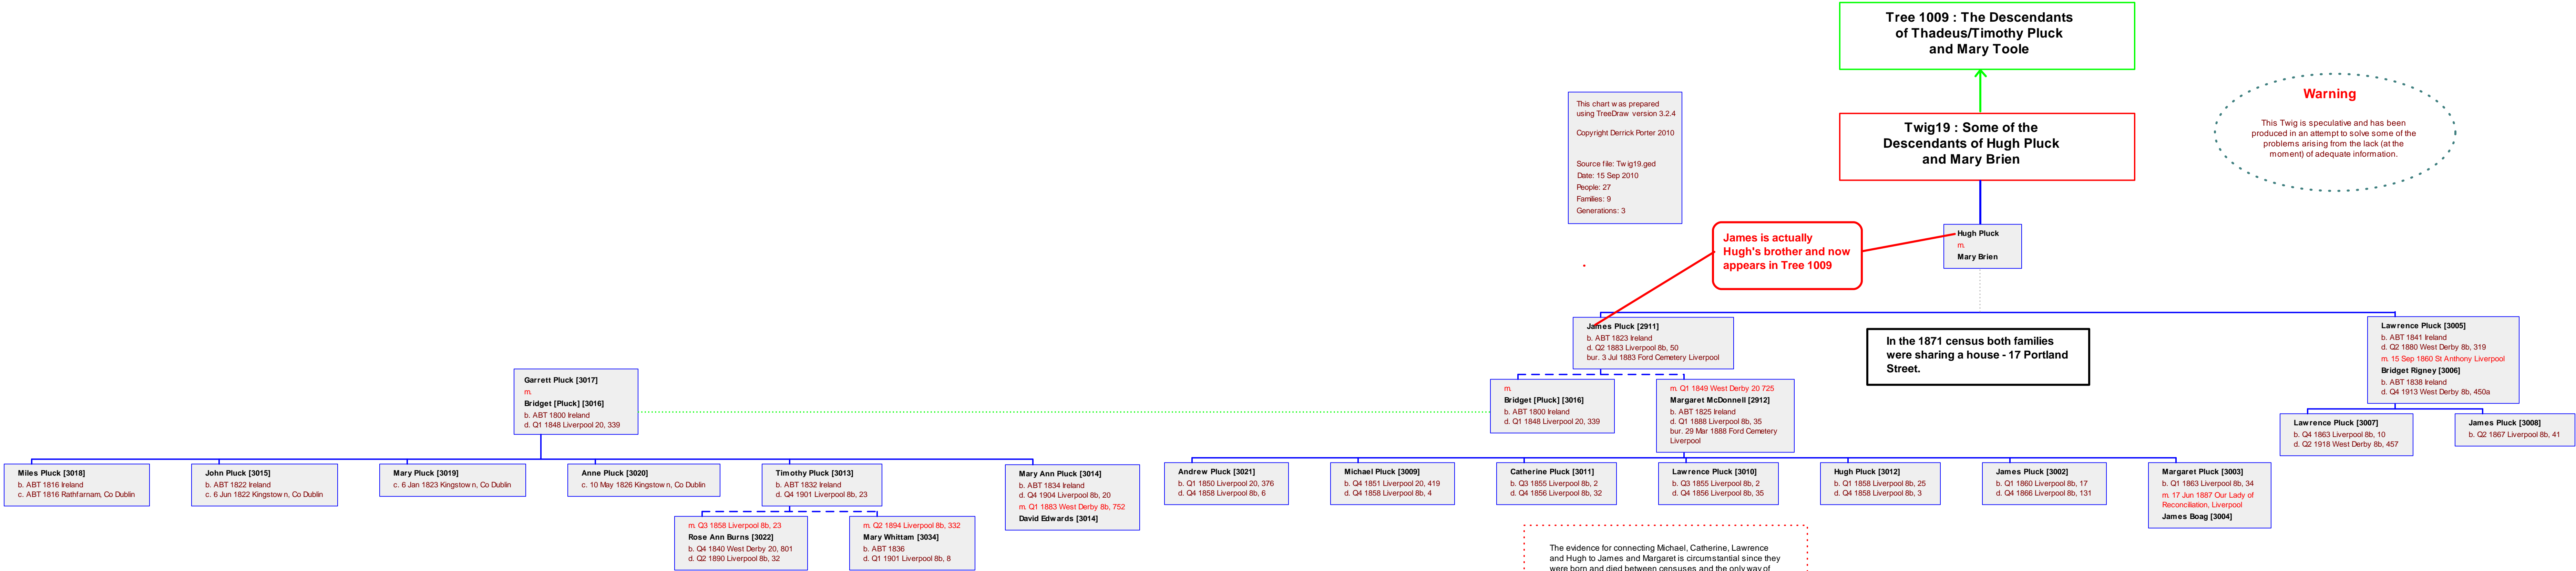 Tree 1009 : The Descendants
of Thadeus/Timothy Pluck
and Mary Toole
Warning
This Twig is speculative and has been
produced in an attempt to solve some of the
problems arising from the lack (at the
moment) of adequate information.
This chart was prepared
using TreeDraw version 3.2.4
Copyright Derrick Porter 2010
Source file: Twig19.ged
Date: 15 Sep 2010
People: 27
Families: 9
Generations: 3
Twig19 : Some of the
Descendants of Hugh Pluck
and Mary Brien
Hugh Pluck
m.
Mary Brien
James is actually
Hugh's brother and now
appears in Tree 1009
James Pluck [2911]
b. ABT 1823 Ireland
d. Q2 1883 Liverpool 8b, 50
bur. 3 Jul 1883 Ford Cemetery Liverpool
In the 1871 census both families
were sharing a house - 17 Portland
Street.
Lawrence Pluck [3005]
b. ABT 1841 Ireland
d. Q2 1880 West Derby 8b, 319
m. 15 Sep 1860 St Anthony Liverpool
Bridget Rigney [3006]
b. ABT 1838 Ireland
d. Q4 1913 West Derby 8b, 450a
Garrett Pluck [3017]
m.
Bridget [Pluck] [3016]
b. ABT 1800 Ireland
d. Q1 1848 Liverpool 20, 339
m.
Bridget [Pluck] [3016]
b. ABT 1800 Ireland
d. Q1 1848 Liverpool 20, 339
m. Q1 1849 West Derby 20 725
Margaret McDonnell [2912]
b. ABT 1825 Ireland
d. Q1 1888 Liverpool 8b, 35
bur. 29 Mar 1888 Ford Cemetery
Liverpool
Lawrence Pluck [3007]
b. Q4 1863 Liverpool 8b, 10
d. Q2 1918 West Derby 8b, 457
James Pluck [3008]
b. Q2 1867 Liverpool 8b, 41
Miles Pluck [3018]
b. ABT 1816 Ireland
c. ABT 1816 Rathfarnam, Co Dublin
John Pluck [3015]
b. ABT 1822 Ireland
c. 6 Jun 1822 Kingstown, Co Dublin
Mary Pluck [3019]
c. 6 Jan 1823 Kingstown, Co Dublin
Anne Pluck [3020]
c. 10 May 1826 Kingstown, Co Dublin
Timothy Pluck [3013]
b. ABT 1832 Ireland
d. Q4 1901 Liverpool 8b, 23
Mary Ann Pluck [3014]
b. ABT 1834 Ireland
d. Q4 1904 Liverpool 8b, 20
m. Q1 1883 West Derby 8b, 752
David Edwards [3014]
Andrew Pluck [3021]
b. Q1 1850 Liverpool 20, 376
d. Q4 1858 Liverpool 8b, 6
Michael Pluck [3009]
b. Q4 1851 Liverpool 20, 419
d. Q4 1858 Liverpool 8b, 4
Catherine Pluck [3011]
b. Q3 1855 Liverpool 8b, 2
d. Q4 1856 Liverpool 8b, 32
Lawrence Pluck [3010]
b. Q3 1855 Liverpool 8b, 2
d. Q4 1856 Liverpool 8b, 35
Hugh Pluck [3012]
b. Q1 1858 Liverpool 8b, 25
d. Q4 1858 Liverpool 8b, 3
James Pluck [3002]
b. Q1 1860 Liverpool 8b, 17
d. Q4 1866 Liverpool 8b, 131
Margaret Pluck [3003]
b. Q1 1863 Liverpool 8b, 34
m. 17 Jun 1887 Our Lady of
Reconciliation, Liverpool
James Boag [3004]
m. Q3 1858 Liverpool 8b, 23
Rose Ann Burns [3022]
b. Q4 1840 West Derby 20, 801
d. Q2 1890 Liverpool 8b, 32
m. Q2 1894 Liverpool 8b, 332
Mary Whittam [3034]
b. ABT 1836
d. Q1 1901 Liverpool 8b, 8
The evidence for connecting Michael, Catherine, Lawrence
and Hugh to James and Margaret is circumstantial since they
were born and died between censuses and the only way of